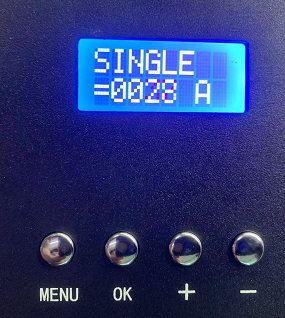 SINGLE
=0028 A
MENU OK + -